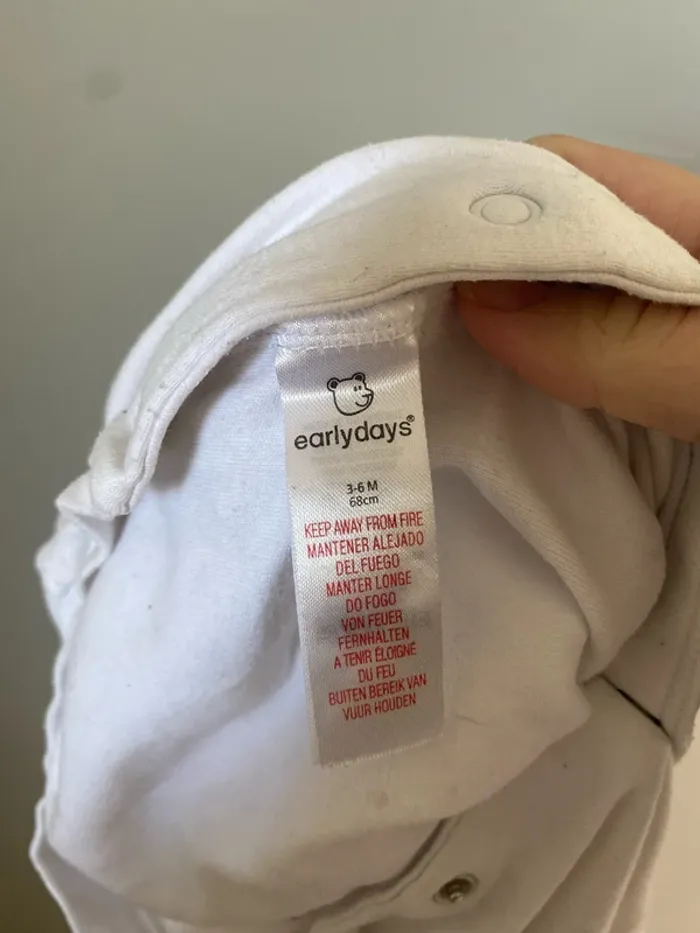 earlydays®
3-6 M
68cm
KEEP AWAY FROM FIRE
MANTENER ALEJADO
DEL FUEGO
MANTER LONGE
DO FOGO
VON FEUER
FERNHALTEN
A TENIR ÉLOIGNÉ
DU FEU
BUITEN BEREIK VAN
VUUR HOUDEN